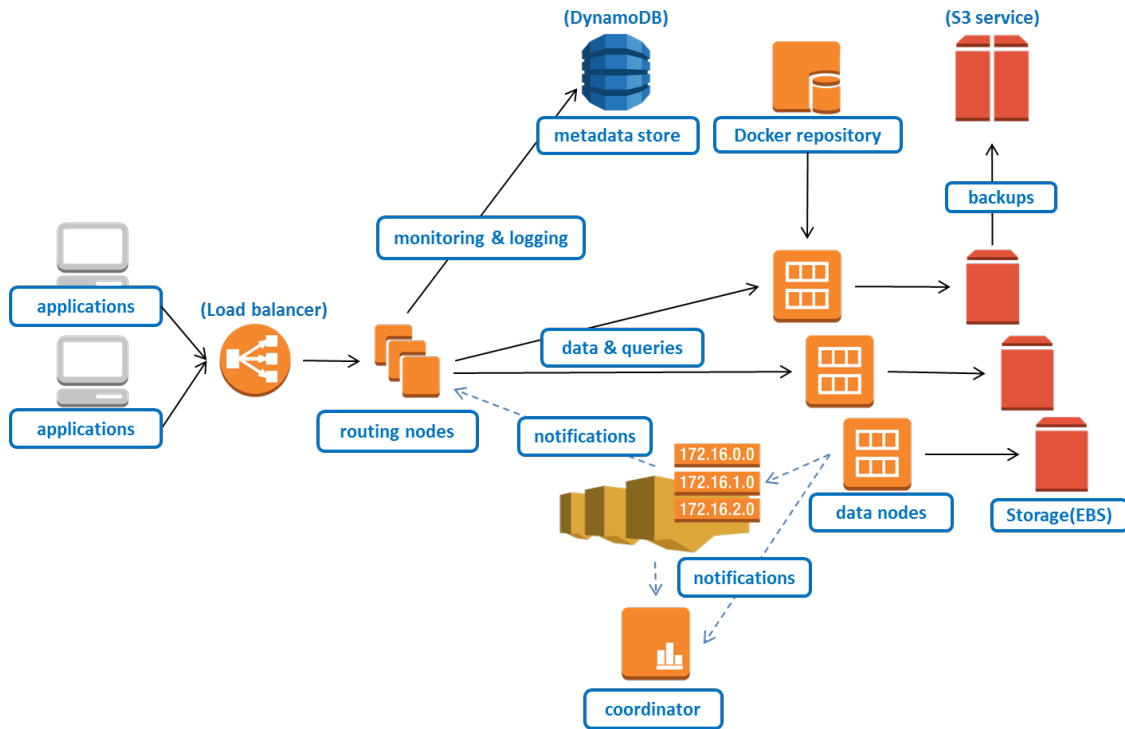 (DynamoDB)
(S3 service)
metadata store
Docker repository
backups
monitoring & logging
applications
(Load balancer)
data & queries
applications
routing nodes
notifications
172.16.0.0
172.16.1.0
172.16.2.0
data nodes
Storage(EBS)
notifications
coordinator